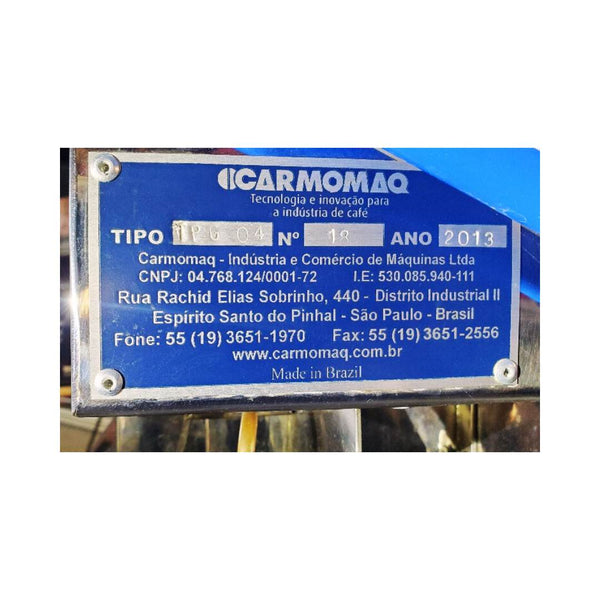 CARMOMAQ
Tecnologia e inovação para
a indústria de café
TIPO 04 Nº 18 ANO 2013
Carmomaq - Indústria e Comércio de Máquinas Ltda
CNPJ: 04.768.124/0001-72 I.E: 530.085.940-111
Rua Rachid Elias Sobrinho, 440 - Distrito Industrial II
Espírito Santo do Pinhal - São Paulo - Brasil
Fone: 55 (19) 3651-1970 Fax: 55 (19) 3651-2556
www.carmomaq.com.br
Made in Brazil